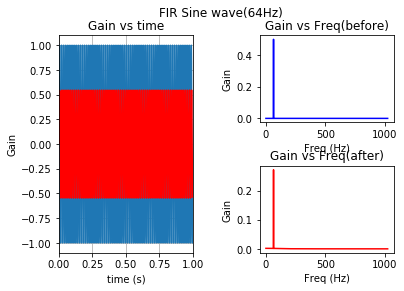 FIR Sine wave(64Hz)
Gain vs time
1.00
0.75
0.50
0.25
0.00
−0.25
−0.50
−0.75
−1.00
Gain
0.00 0.25 0.50 0.75 1.00
time (s)
Gain vs Freq(before)
0.4
0.2
0.0
Gain
0 500 1000
Freq (Hz)
Gain vs Freq(after)
0.2
0.1
0.0
Gain
0 500 1000
Freq (Hz)